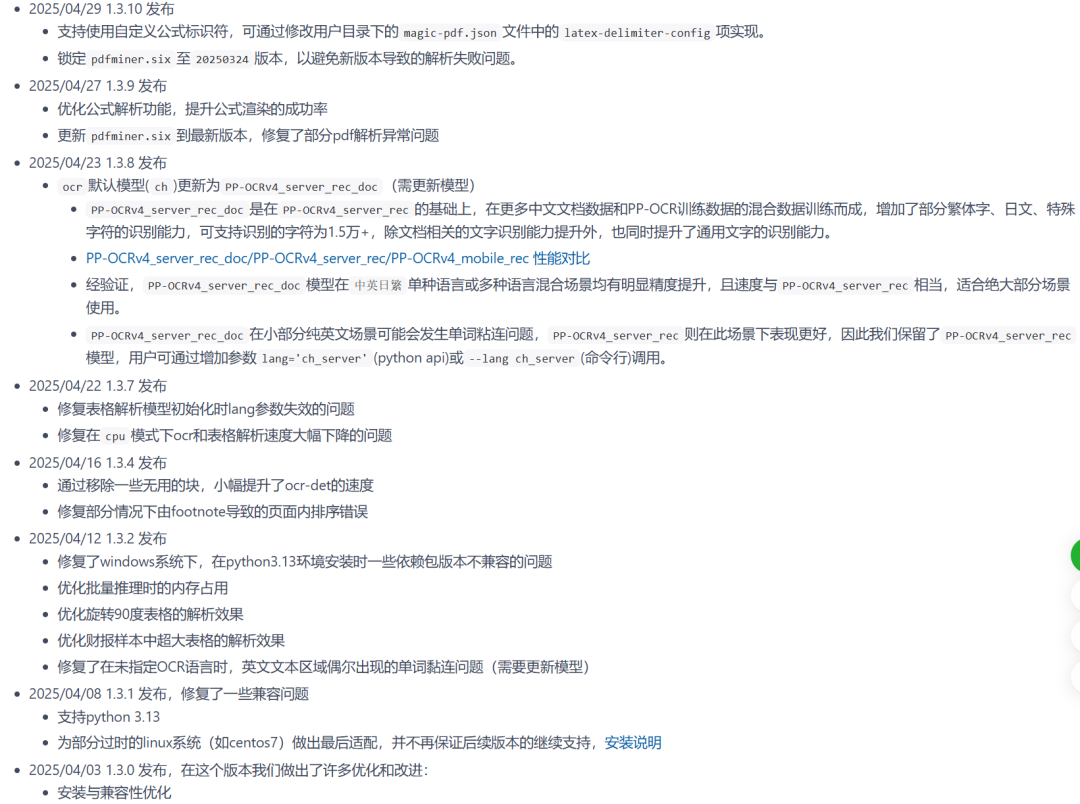 2025/04/29 1.3.10 发布
支持使用自定义公式标识符，可通过修改用户目录下的 magic-pdf.json 文件中的 latex-delimiter-config 项实现。
锁定 pdfminer.six 至 20250324 版本，以避免新版本导致的解析失败问题。
2025/04/27 1.3.9 发布
优化公式解析功能，提升公式渲染的成功率
更新 pdfminer.six 到最新版本，修复了部分pdf解析异常问题
2025/04/23 1.3.8 发布
ocr 默认模型( ch )更新为 PP-OCRv4_server_rec_doc （需更新模型）
PP-OCRv4_server_rec_doc 是在 PP-OCRv4_server_rec 的基础上，在更多中文文档数据和PP-OCR训练数据的混合数据训练而成，增加了部分繁体字、日文、特殊
字符的识别能力，可支持识别的字符为1.5万+，除文档相关的文字识别能力提升外，也同时提升了通用文字的识别能力。
PP-OCRv4_server_rec_doc/PP-OCRv4_server_rec/PP-OCRv4_mobile_rec 性能对比
经验证， PP-OCRv4_server_rec_doc 模型在 中英日繁 单种语言或多种语言混合场景均有明显精度提升，且速度与 PP-OCRv4_server_rec 相当，适合绝大部分场景
使用。
PP-OCRv4_server_rec_doc 在小部分纯英文场景可能会发生单词粘连问题， PP-OCRv4_server_rec 则在此场景下表现更好，因此我们保留了 PP-OCRv4_server_rec
模型，用户可通过增加参数 lang='ch_server' (python api)或 --lang ch_server (命令行)调用。
2025/04/22 1.3.7 发布
修复表格解析模型初始化时lang参数失效的问题
修复在 cpu 模式下ocr和表格解析速度大幅下降的问题
2025/04/16 1.3.4 发布
通过移除一些无用的块，小幅提升了ocr-det的速度
修复部分情况下由footnote导致的页面内排序错误
2025/04/12 1.3.2 发布
修复了windows系统下，在python3.13环境安装时一些依赖包版本不兼容的问题
优化批量推理时的内存占用
优化旋转90度表格的解析效果
优化财报样本中超大表格的解析效果
修复了在未指定OCR语言时，英文文本区域偶尔出现的单词黏连问题（需要更新模型）
2025/04/08 1.3.1 发布，修复了一些兼容问题
支持python 3.13
为部分过时的linux系统（如centos7）做出最后适配，并不再保证后续版本的继续支持，安装说明
2025/04/03 1.3.0 发布，在这个版本我们做出了许多优化和改进：
安装与兼容性优化